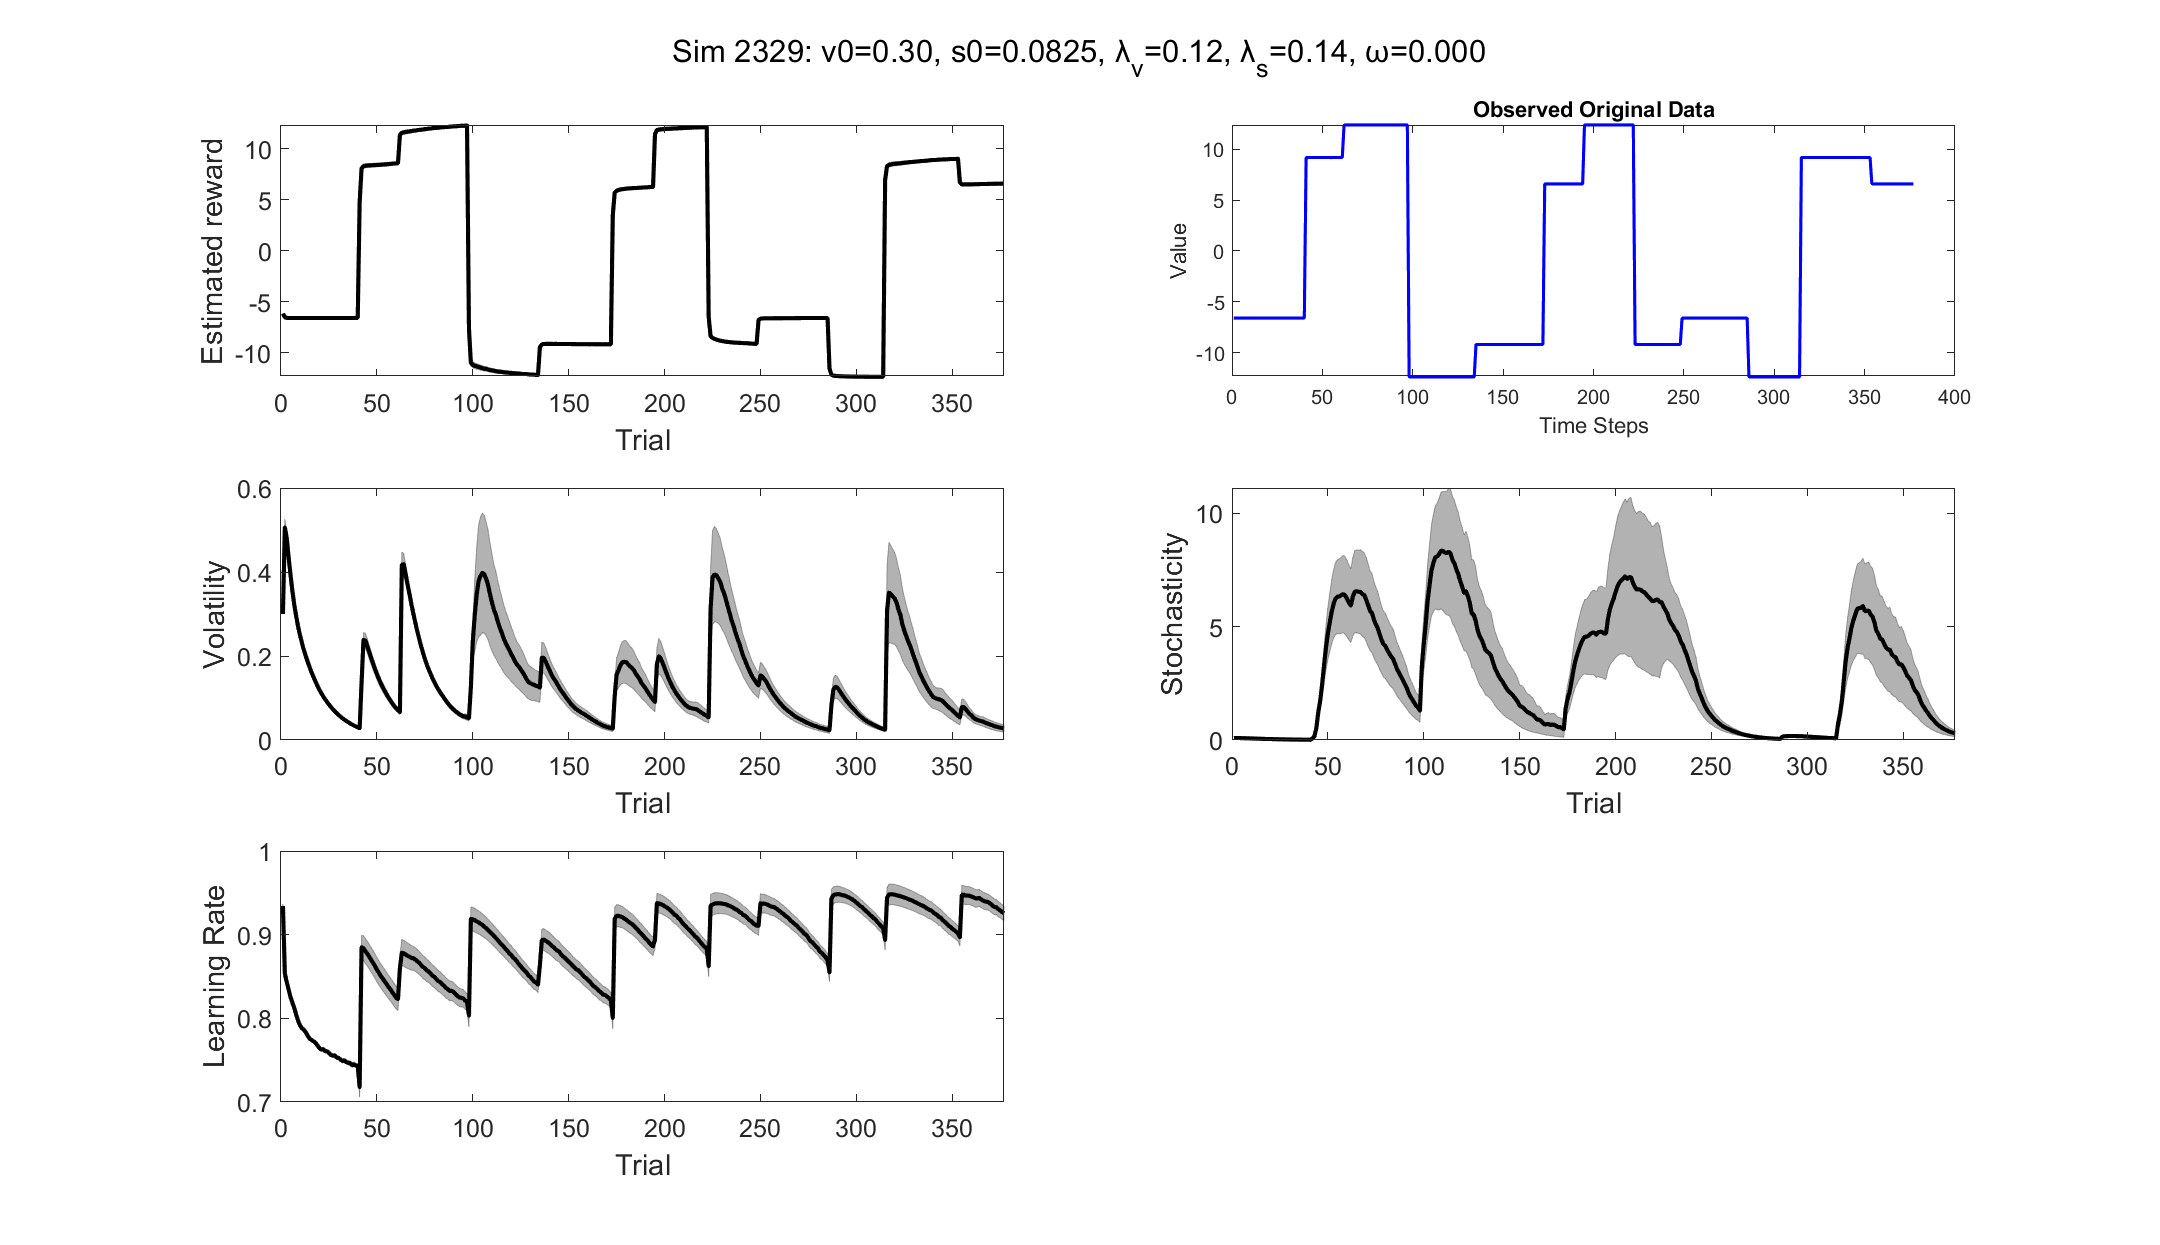 Sim 2329: v0=0.30, s0=0.0825, λ_v=0.12, λ_s=0.14, ω=0.000
Estimated reward
10
5
0
-5
-10
0 50 100 150 200 250 300 350
Trial
Observed Original Data
Value
10
5
0
-5
-10
0 50 100 150 200 250 300 350 400
Time Steps
Volatility
0.6
0.4
0.2
0
0 50 100 150 200 250 300 350
Trial
Stochasticity
10
5
0
0 50 100 150 200 250 300 350
Trial
Learning Rate
1
0.9
0.8
0.7
0 50 100 150 200 250 300 350
Trial